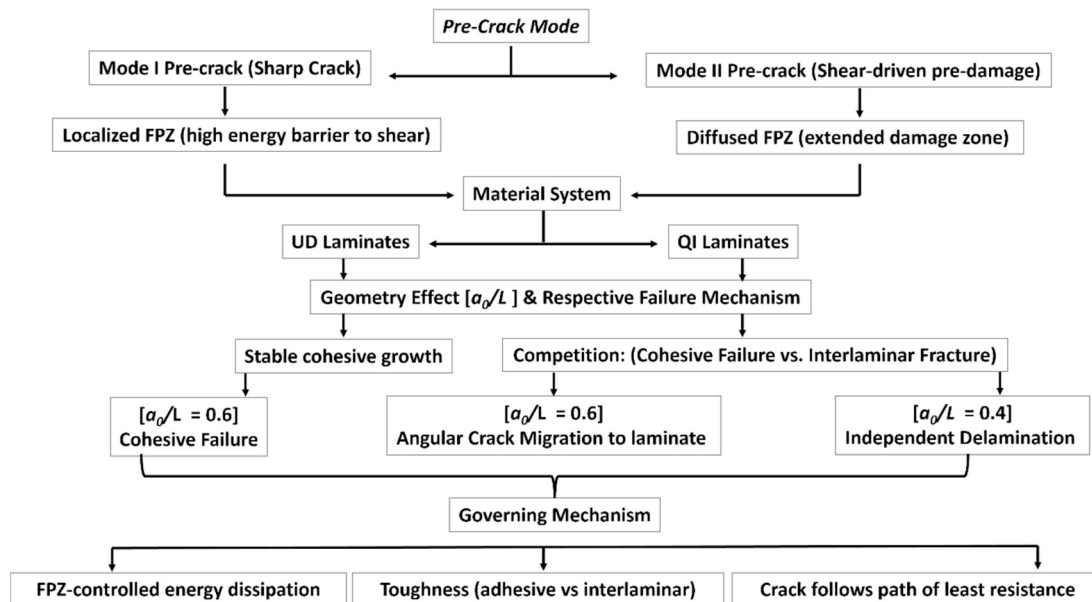 Pre-Crack Mode
Mode I Pre-crack (Sharp Crack)
Mode II Pre-crack (Shear-driven pre-damage)
Localized FPZ (high energy barrier to shear)
Diffused FPZ (extended damage zone)
Material System
UD Laminates
QI Laminates
Geometry Effect [a₀/L ] & Respective Failure Mechanism
Stable cohesive growth
Competition: (Cohesive Failure vs. Interlaminar Fracture)
[a₀/L = 0.6]
Cohesive Failure
[a₀/L = 0.6]
Angular Crack Migration to laminate
[a₀/L = 0.4]
Independent Delamination
Governing Mechanism
FPZ-controlled energy dissipation
Toughness (adhesive vs interlaminar)
Crack follows path of least resistance